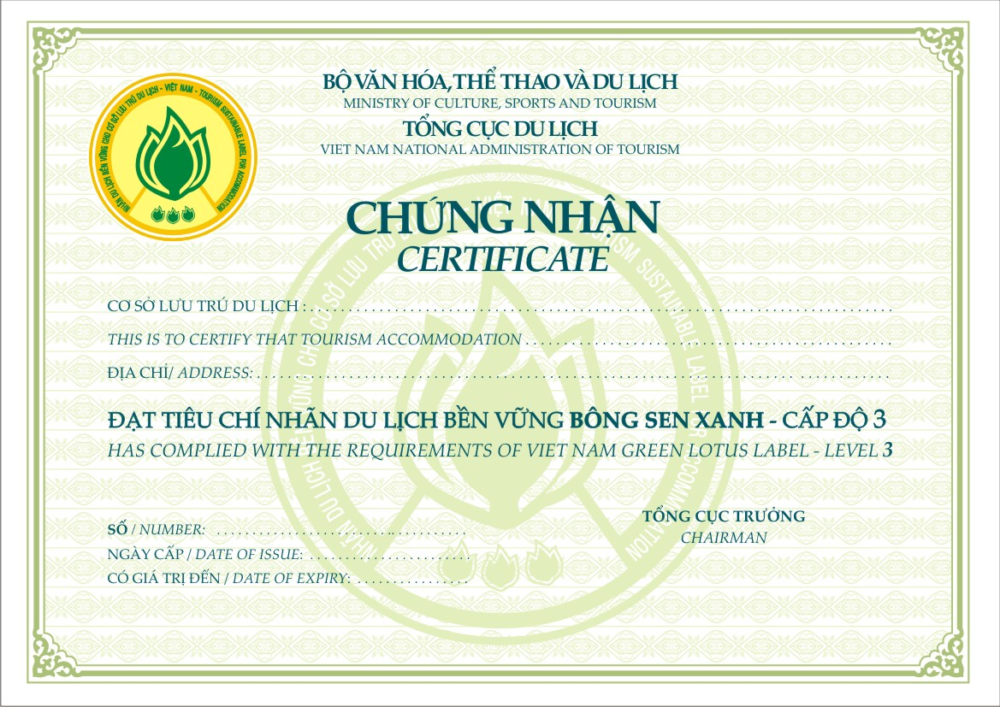 NHÃN DU LỊCH BỀN VỮNG CHO CƠ SỞ LƯU TRÚ DU LỊCH - VIỆT NAM - TOURISM SUSTAINABLE LABEL FOR ACCOMMODATION
BỘ VĂN HÓA, THỂ THAO VÀ DU LỊCH
MINISTRY OF CULTURE, SPORTS AND TOURISM
TỔNG CỤC DU LỊCH
VIET NAM NATIONAL ADMINISTRATION OF TOURISM
CHỨNG NHẬN
CERTIFICATE
CƠ SỞ LƯU TRÚ DU LỊCH :
THIS IS TO CERTIFY THAT TOURISM ACCOMMODATION
ĐỊA CHỈ/ ADDRESS:
ĐẠT TIÊU CHÍ NHÃN DU LỊCH BỀN VỮNG BÔNG SEN XANH - CẤP ĐỘ 3
HAS COMPLIED WITH THE REQUIREMENTS OF VIET NAM GREEN LOTUS LABEL - LEVEL 3
TỔNG CỤC TRƯỞNG
CHAIRMAN
SỐ / NUMBER:
NGÀY CẤP / DATE OF ISSUE:
CÓ GIÁ TRỊ ĐẾN / DATE OF EXPIRY: